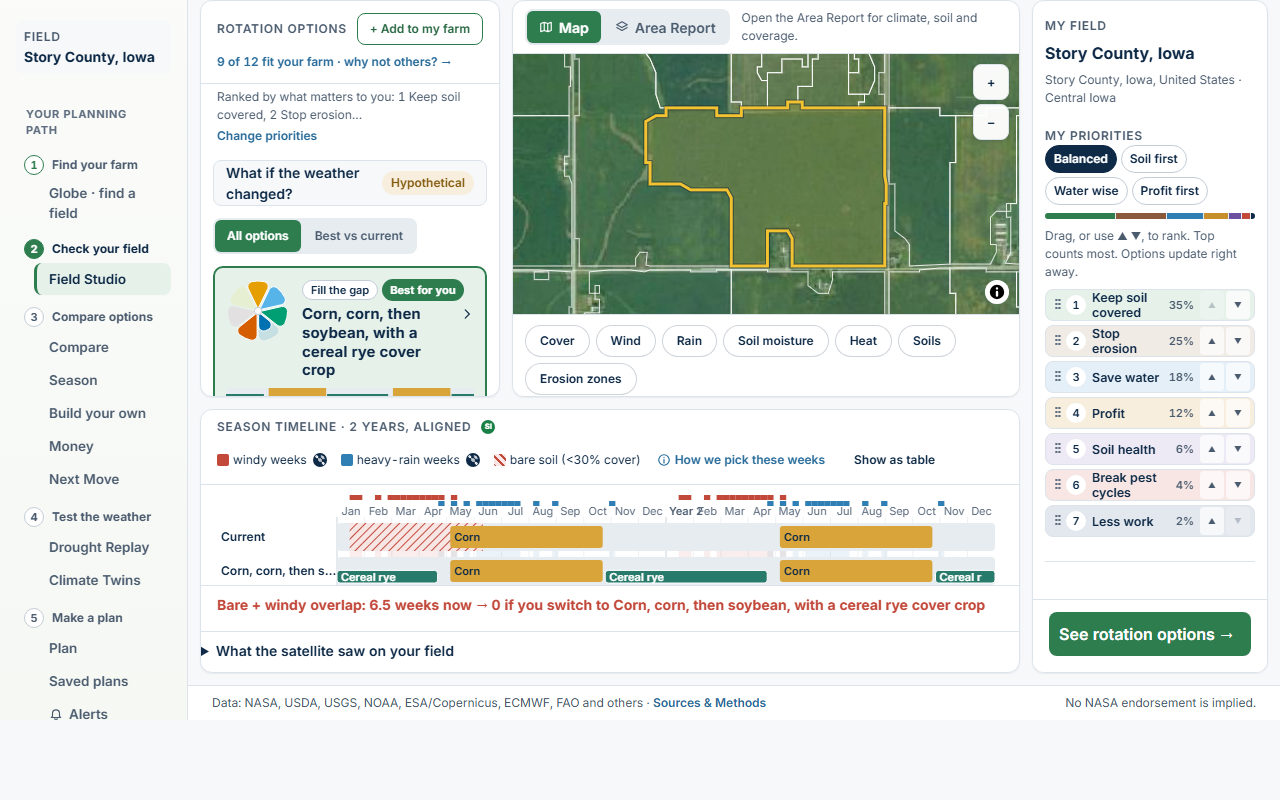 FIELD
Story County, Iowa
YOUR PLANNING
PATH
1 Find your farm
Globe · find a
field
2 Check your field
Field Studio
3 Compare options
Compare
Season
Build your own
Money
Next Move
4 Test the weather
Drought Replay
Climate Twins
5 Make a plan
Plan
Saved plans
Alerts
ROTATION OPTIONS
+ Add to my farm
9 of 12 fit your farm · why not others? →
Ranked by what matters to you: 1 Keep soil
covered, 2 Stop erosion...
Change priorities
What if the weather
changed?
Hypothetical
All options
Best vs current
Fill the gap
Best for you
Corn, corn, then
soybean, with a
cereal rye cover
crop
Map
Area Report
Open the Area Report for climate, soil and
coverage.
+
−
Cover
Wind
Rain
Soil moisture
Heat
Soils
Erosion zones
SEASON TIMELINE · 2 YEARS, ALIGNED
SI
windy weeks
heavy-rain weeks
bare soil (<30% cover)
How we pick these weeks
Show as table
Jan Feb Mar Apr May Jun Jul Aug Sep Oct Nov Dec Year 2 Feb Mar Apr May Jun Jul Aug Sep Oct Nov Dec
Current
Corn
Corn
Corn, corn, then s...
Cereal rye
Corn
Cereal rye
Corn
Cereal r
Bare + windy overlap: 6.5 weeks now → 0 if you switch to Corn, corn, then soybean, with a cereal rye cover crop
What the satellite saw on your field
MY FIELD
Story County, Iowa
Story County, Iowa, United States ·
Central Iowa
MY PRIORITIES
Balanced
Soil first
Water wise
Profit first
Drag, or use ▲ ▼, to rank. Top
counts most. Options update right
away.
1 Keep soil
covered 35%
2 Stop
erosion 25%
3 Save water 18%
4 Profit 12%
5 Soil health 6%
6 Break pest
cycles 4%
7 Less work 2%
See rotation options →
Data: NASA, USDA, USGS, NOAA, ESA/Copernicus, ECMWF, FAO and others · Sources & Methods
No NASA endorsement is implied.